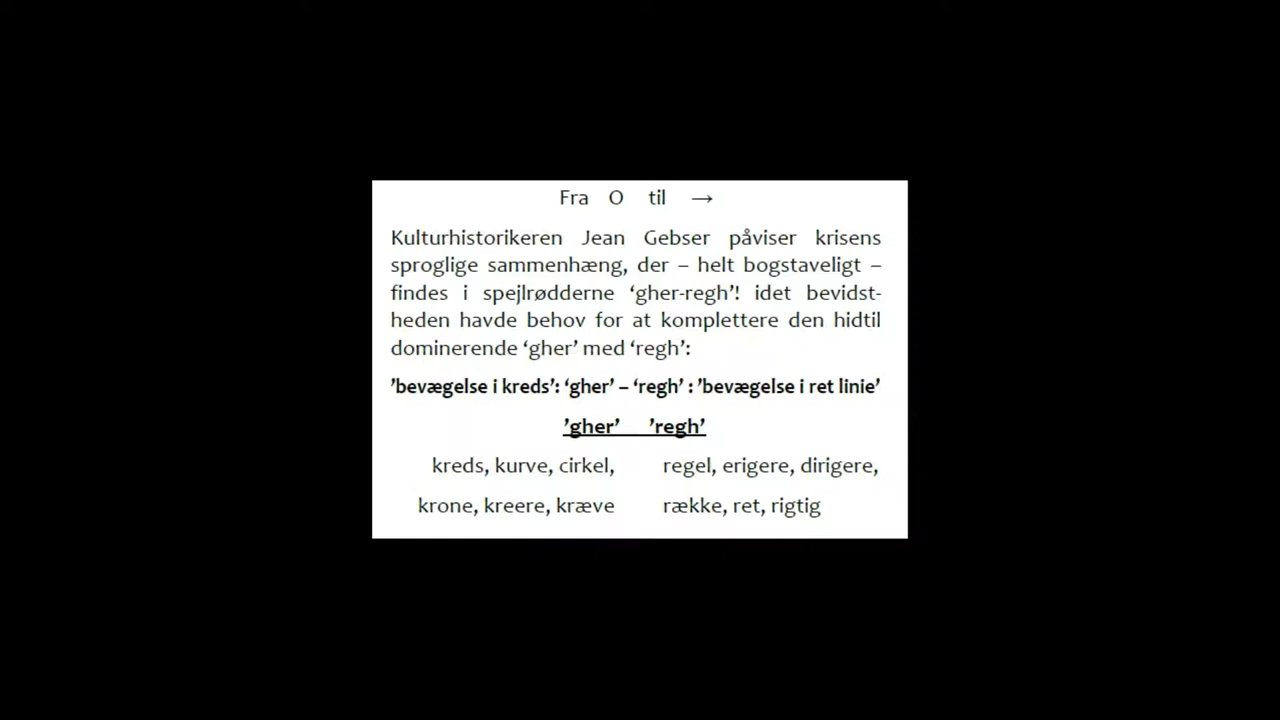 Fra O til →
Kulturhistorikeren Jean Gebser påviser krisens
sproglige sammenhæng, der – helt bogstaveligt –
findes i spejlrødderne ‘gher-regh’! idet bevidst-
heden havde behov for at komplettere den hidtil
dominerende ‘gher’ med ‘regh’:
’bevægelse i kreds’: ‘gher’ – ‘regh’ : ’bevægelse i ret linie’
’gher’ ’regh’
kreds, kurve, cirkel, regel, erigere, dirigere,
krone, kreere, kræve række, ret, rigtig